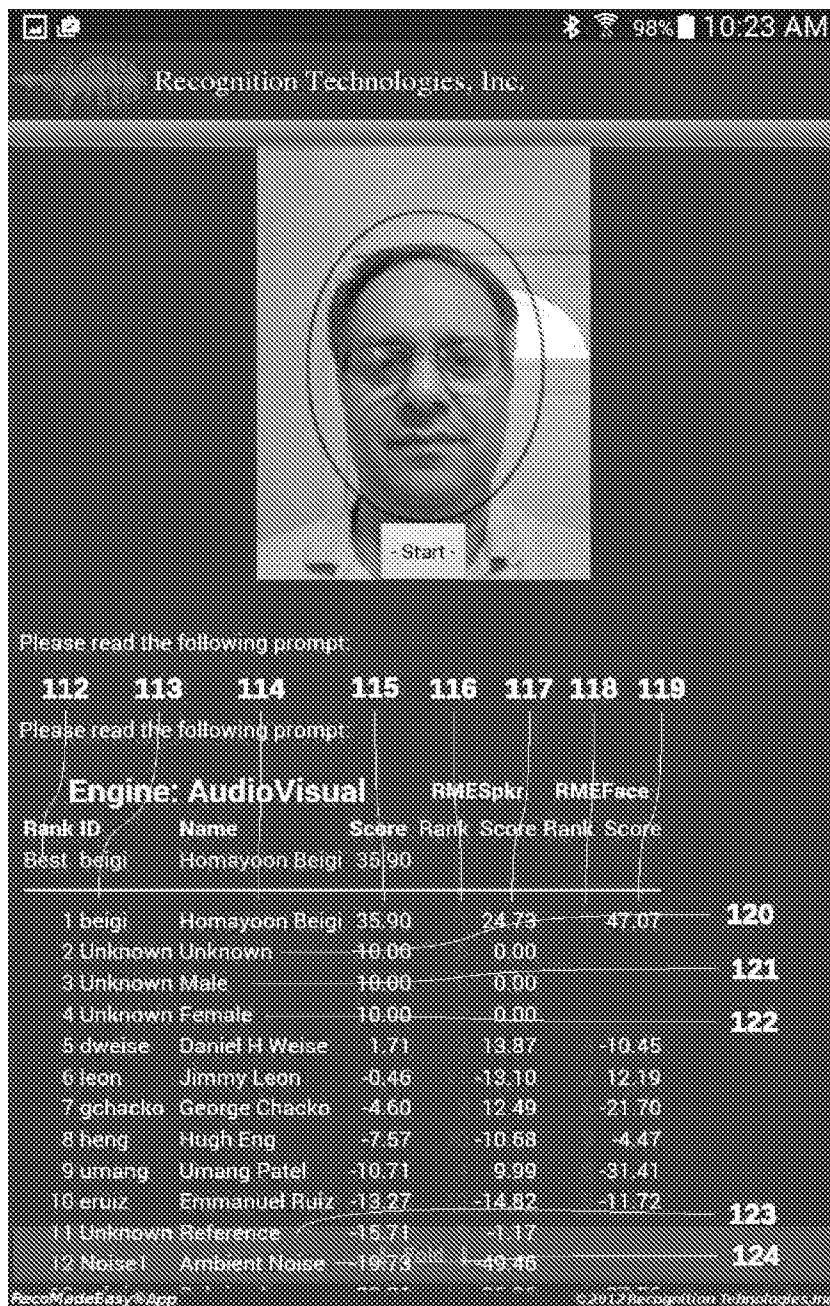 98% 10:23 AM
Recognition Technologies, Inc.
- Start -
Please read the following prompt:
112 113 114 115 116 117 118 119
Please read the following prompt:
Engine: AudioVisual RMESpkr RMEFace
Rank ID Name Score Rank Score Rank Score
Best beigi Homayoon Beigi 35.90
1 beigi Homayoon Beigi 35.90 24.73 47.07 120
2 Unknown Unknown 10.00 0.00
3 Unknown Male 10.00 0.00 121
4 Unknown Female 10.00 0.00 122
5 dweise Daniel H Weise 1.71 13.87 -10.45
6 leon Jimmy Leon -0.46 -13.10 12.19
7 gchacko George Chacko -4.60 12.49 -21.70
8 heng Hugh Eng -7.57 -10.68 -4.47
9 umang Umang Patel -10.71 9.99 -31.41
10 eruiz Emmanuel Ruiz -13.27 -14.82 -11.72
11 Unknown Reference -15.71 -1.17 123
12 Noise1 Ambient Noise -19.73 -49.46 124
RecoMadeEasy®App ©2017 Recognition Technologies, Inc